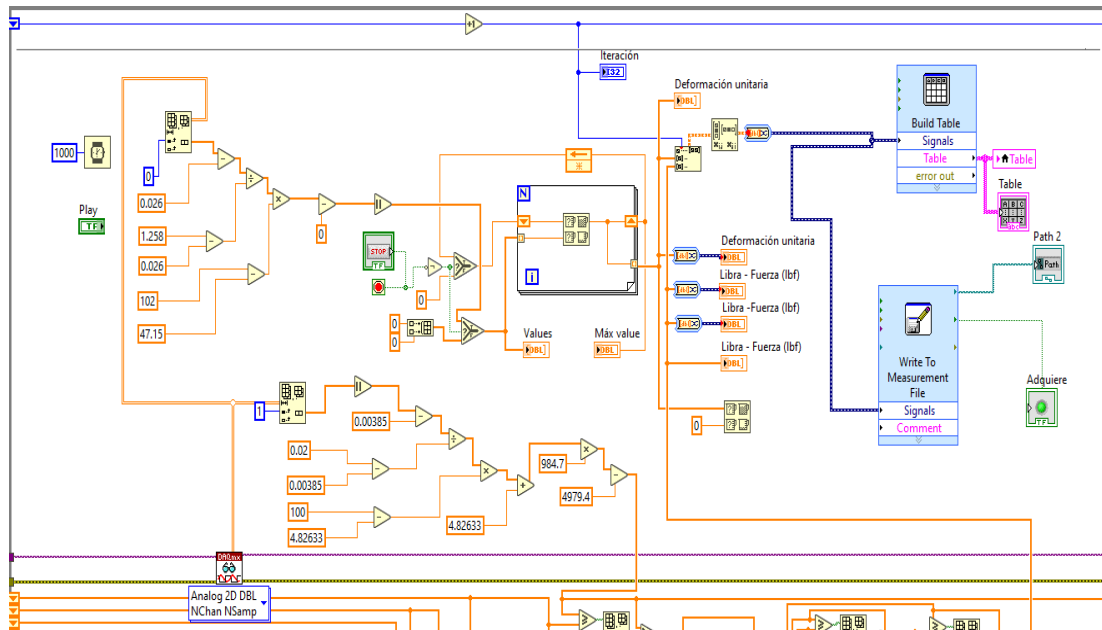 +1
Iteración
I32
Deformación unitaria
DBL
Build Table
Signals
Table
error out
Table
Table
1000
0
0.026
Play
TF
1.258
0.026
0
102
47.15
STOP
TF
0
0
0
N
i
Values
DBL
Máx value
DBL
Deformación unitaria
DBL
Libra - Fuerza (lbf)
DBL
Libra -Fuerza (lbf)
DBL
Libra - Fuerza (lbf)
DBL
0
Path 2
Path
Write To
Measurement
File
Signals
Comment
Adquiere
TF
1
0.00385
0.02
0.00385
100
4.82633
4.82633
984.7
4979.4
DAQmx
Analog 2D DBL
NChan NSamp